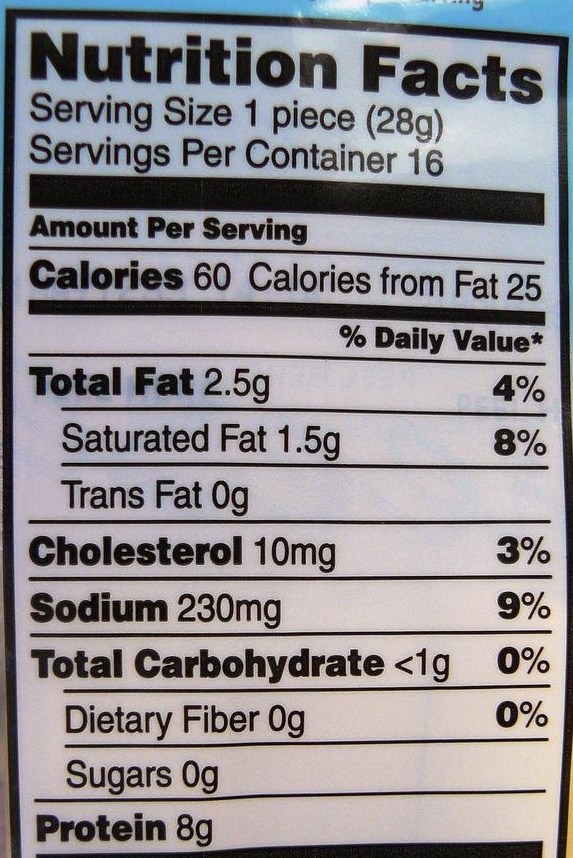 Nutrition Facts
Serving Size 1 piece (28g)
Servings Per Container 16
Amount Per Serving
Calories 60 Calories from Fat 25
% Daily Value*
Total Fat 2.5g 4%
Saturated Fat 1.5g 8%
Trans Fat 0g
Cholesterol 10mg 3%
Sodium 230mg 9%
Total Carbohydrate <1g 0%
Dietary Fiber 0g 0%
Sugars 0g
Protein 8g